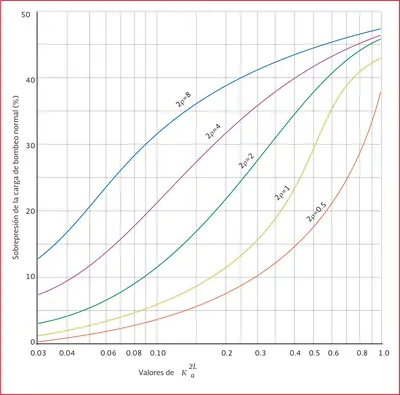 50
40
30
20
10
0
Sobrepresión de la carga de bombeo normal (%)
2ρ=8
2ρ=4
2ρ=2
2ρ=1
2ρ=0.5
0.03 0.04 0.06 0.08 0.10 0.2 0.3 0.4 0.5 0.6 0.8 1.0
Valores de K 2L
a